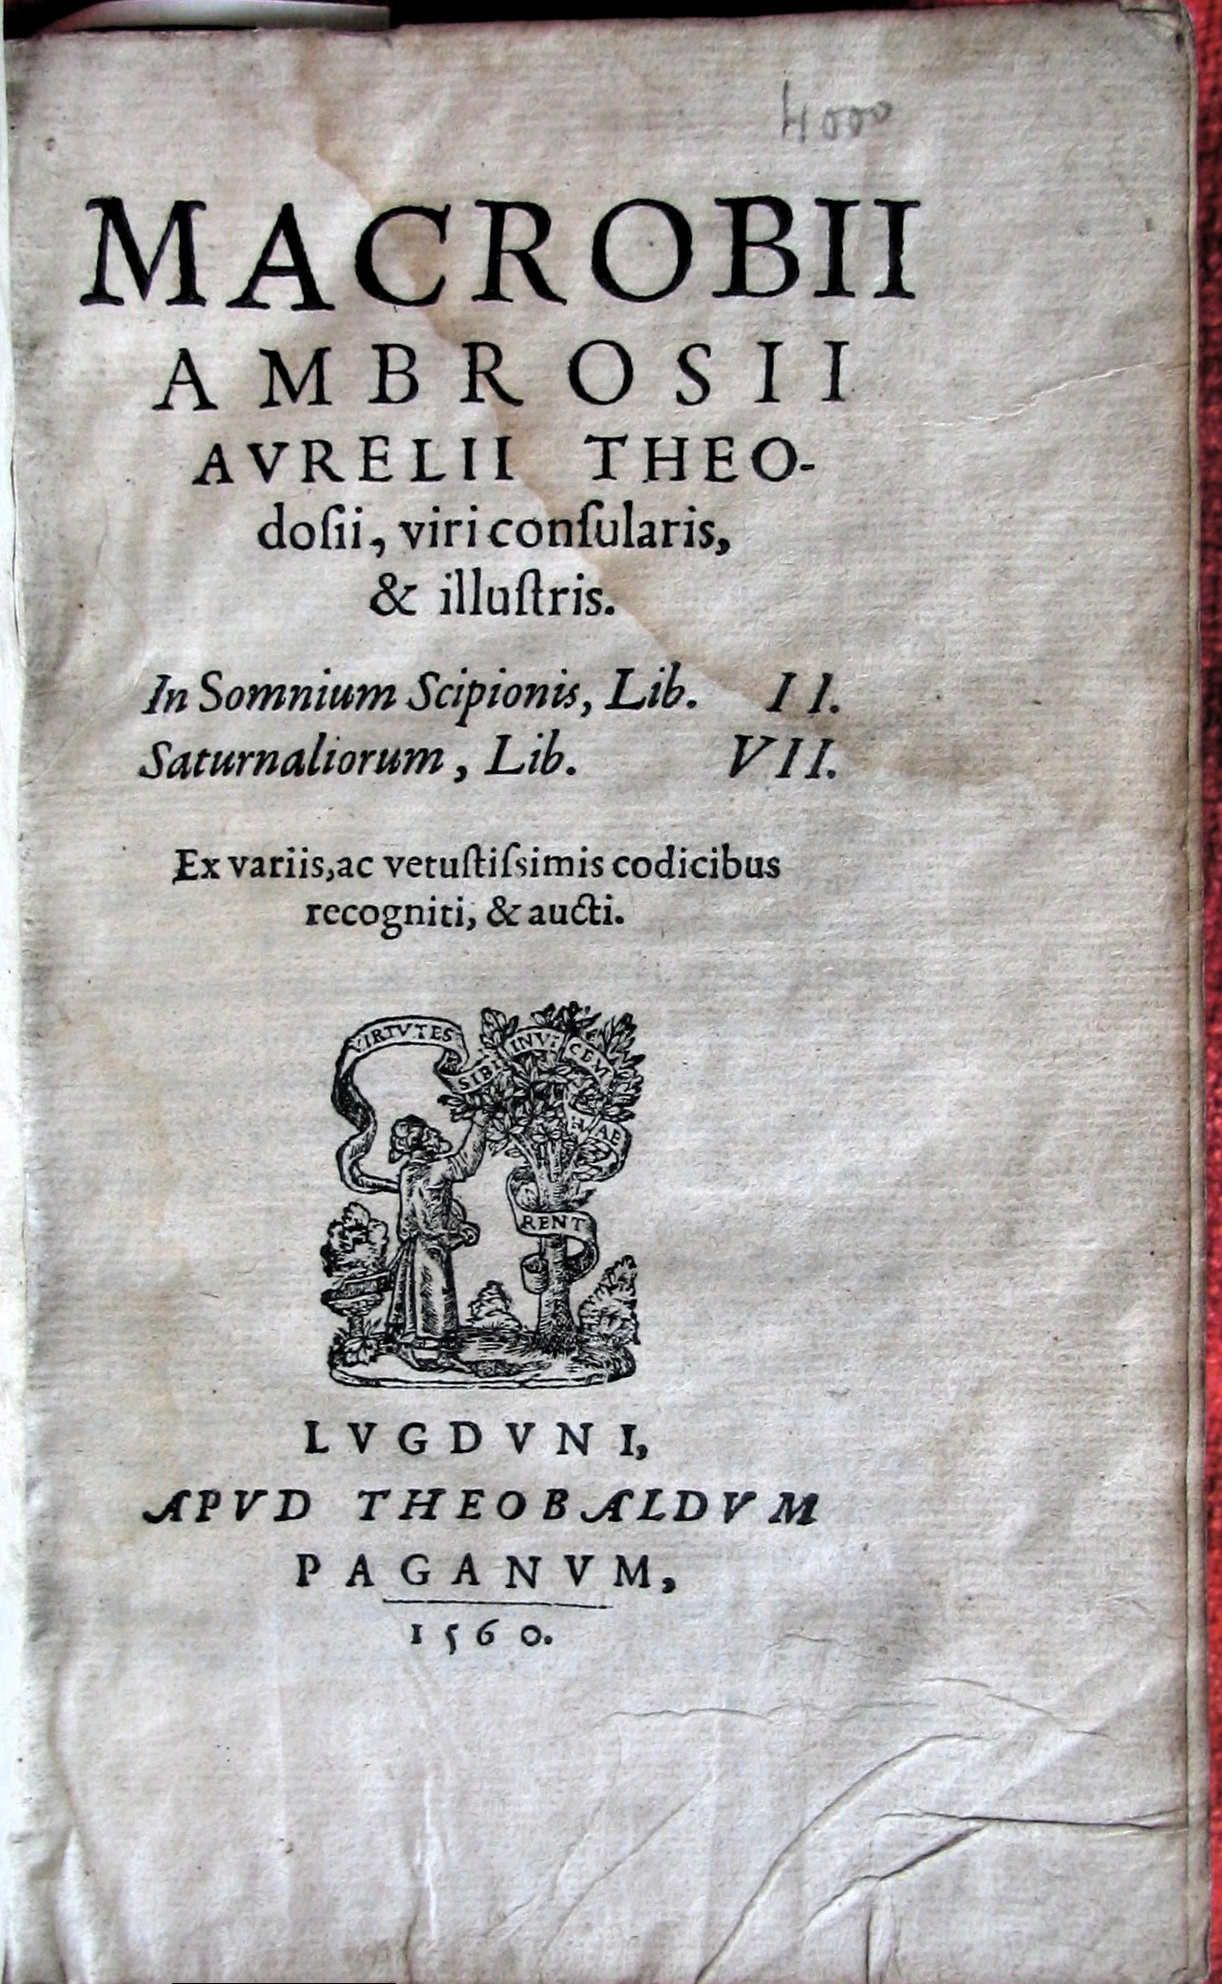 4000
MACROBII
AMBROSII
AVRELII THEO-
doſii, viri conſularis,
& illuſtris.
In Somnium Scipionis, Lib. II.
Saturnaliorum, Lib. VII.
Ex variis, ac vetuſtiſsimis codicibus
recogniti, & aucti.
VIRTVTES
SIBI INVICEM
HAE
RENT
LVGDVNI,
APVD THEOBALDVM
PAGANVM,
1560.